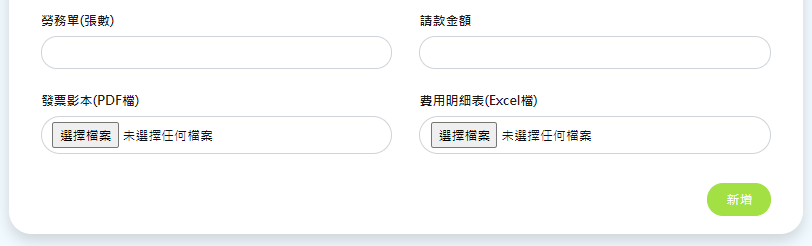 勞務單(張數)
請款金額
發票影本(PDF檔)
費用明細表(Excel檔)
選擇檔案 未選擇任何檔案
選擇檔案 未選擇任何檔案
新增